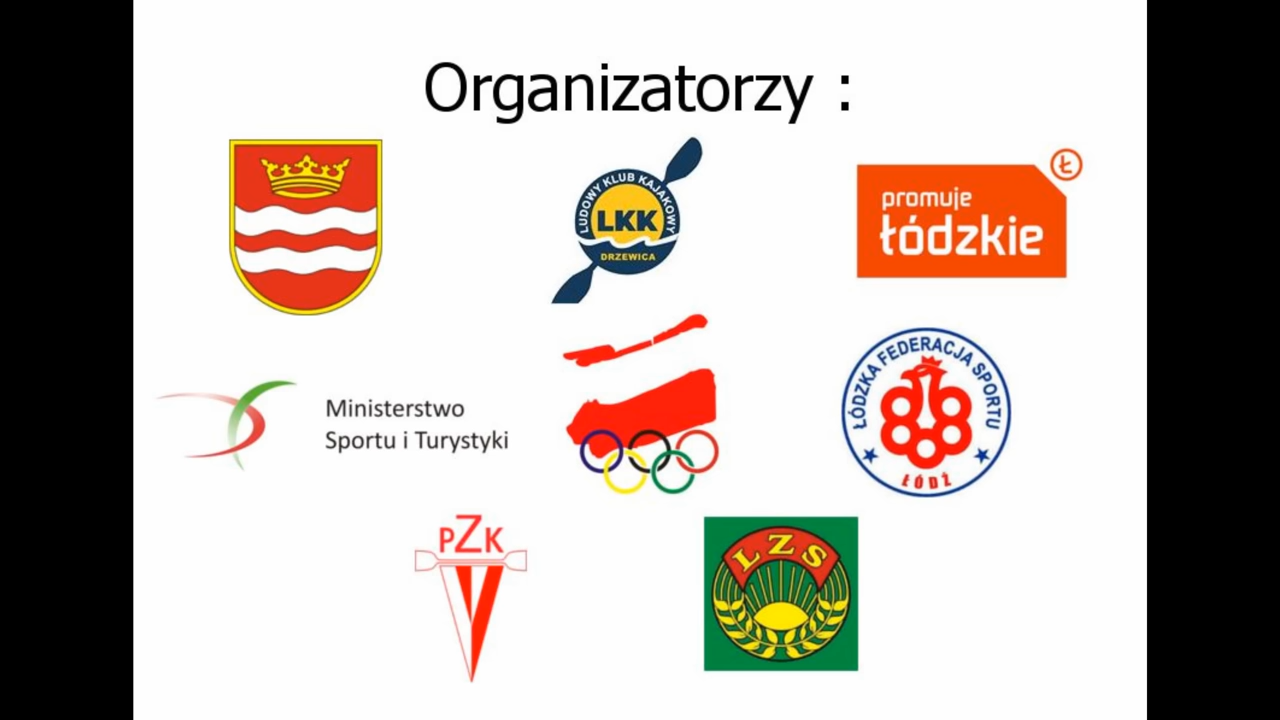 Organizatorzy :
LUDOWY KLUB KAJAKOWY
LKK
DRZEWICA
Ł
promuje
łódzkie
Ministerstwo
Sportu i Turystyki
ŁÓDZKA FEDERACJA SPORTU
ŁÓDŹ
PZK
LZS